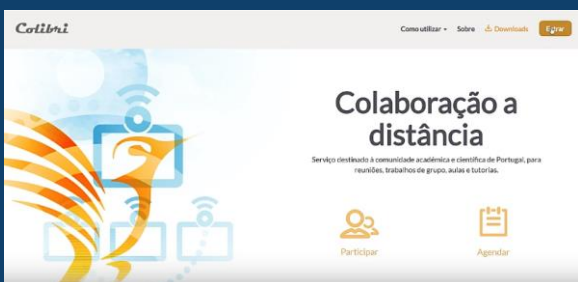 Colibri
Como utilizar Sobre Downloads Entrar
Colaboração a
distância
Serviço destinado à comunidade académica e científica de Portugal, para
reuniões, trabalhos de grupo, aulas e tutorias.
Participar Agendar